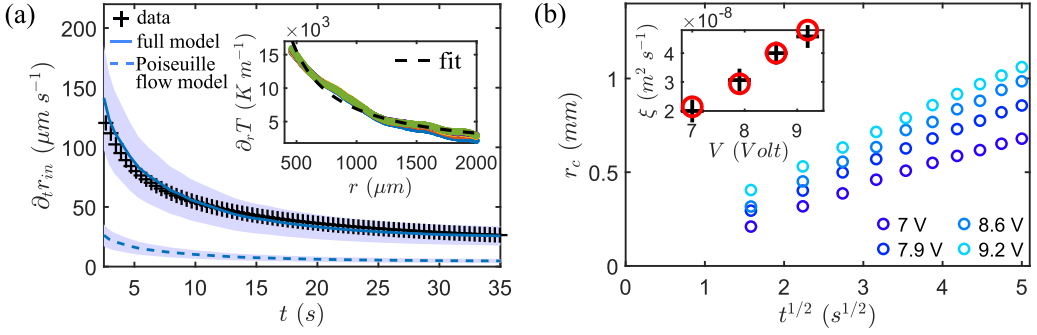 (a)
220
200
150
100
50
0
∂ₜrᵢₙ (μm s⁻¹)
data
full model
Poiseuille
flow model
×10³
15
10
5
∂ᵣT (K m⁻¹)
fit
500 1000 1500 2000
r (μm)
5 10 15 20 25 30 35
t (s)
(b)
1
0.5
0
r_c (mm)
×10⁻⁸
4
3
2
ξ (m² s⁻¹)
7 8 9
V (Volt)
7 V 8.6 V
7.9 V 9.2 V
0 1 2 3 4 5
t^{1/2} (s^{1/2})